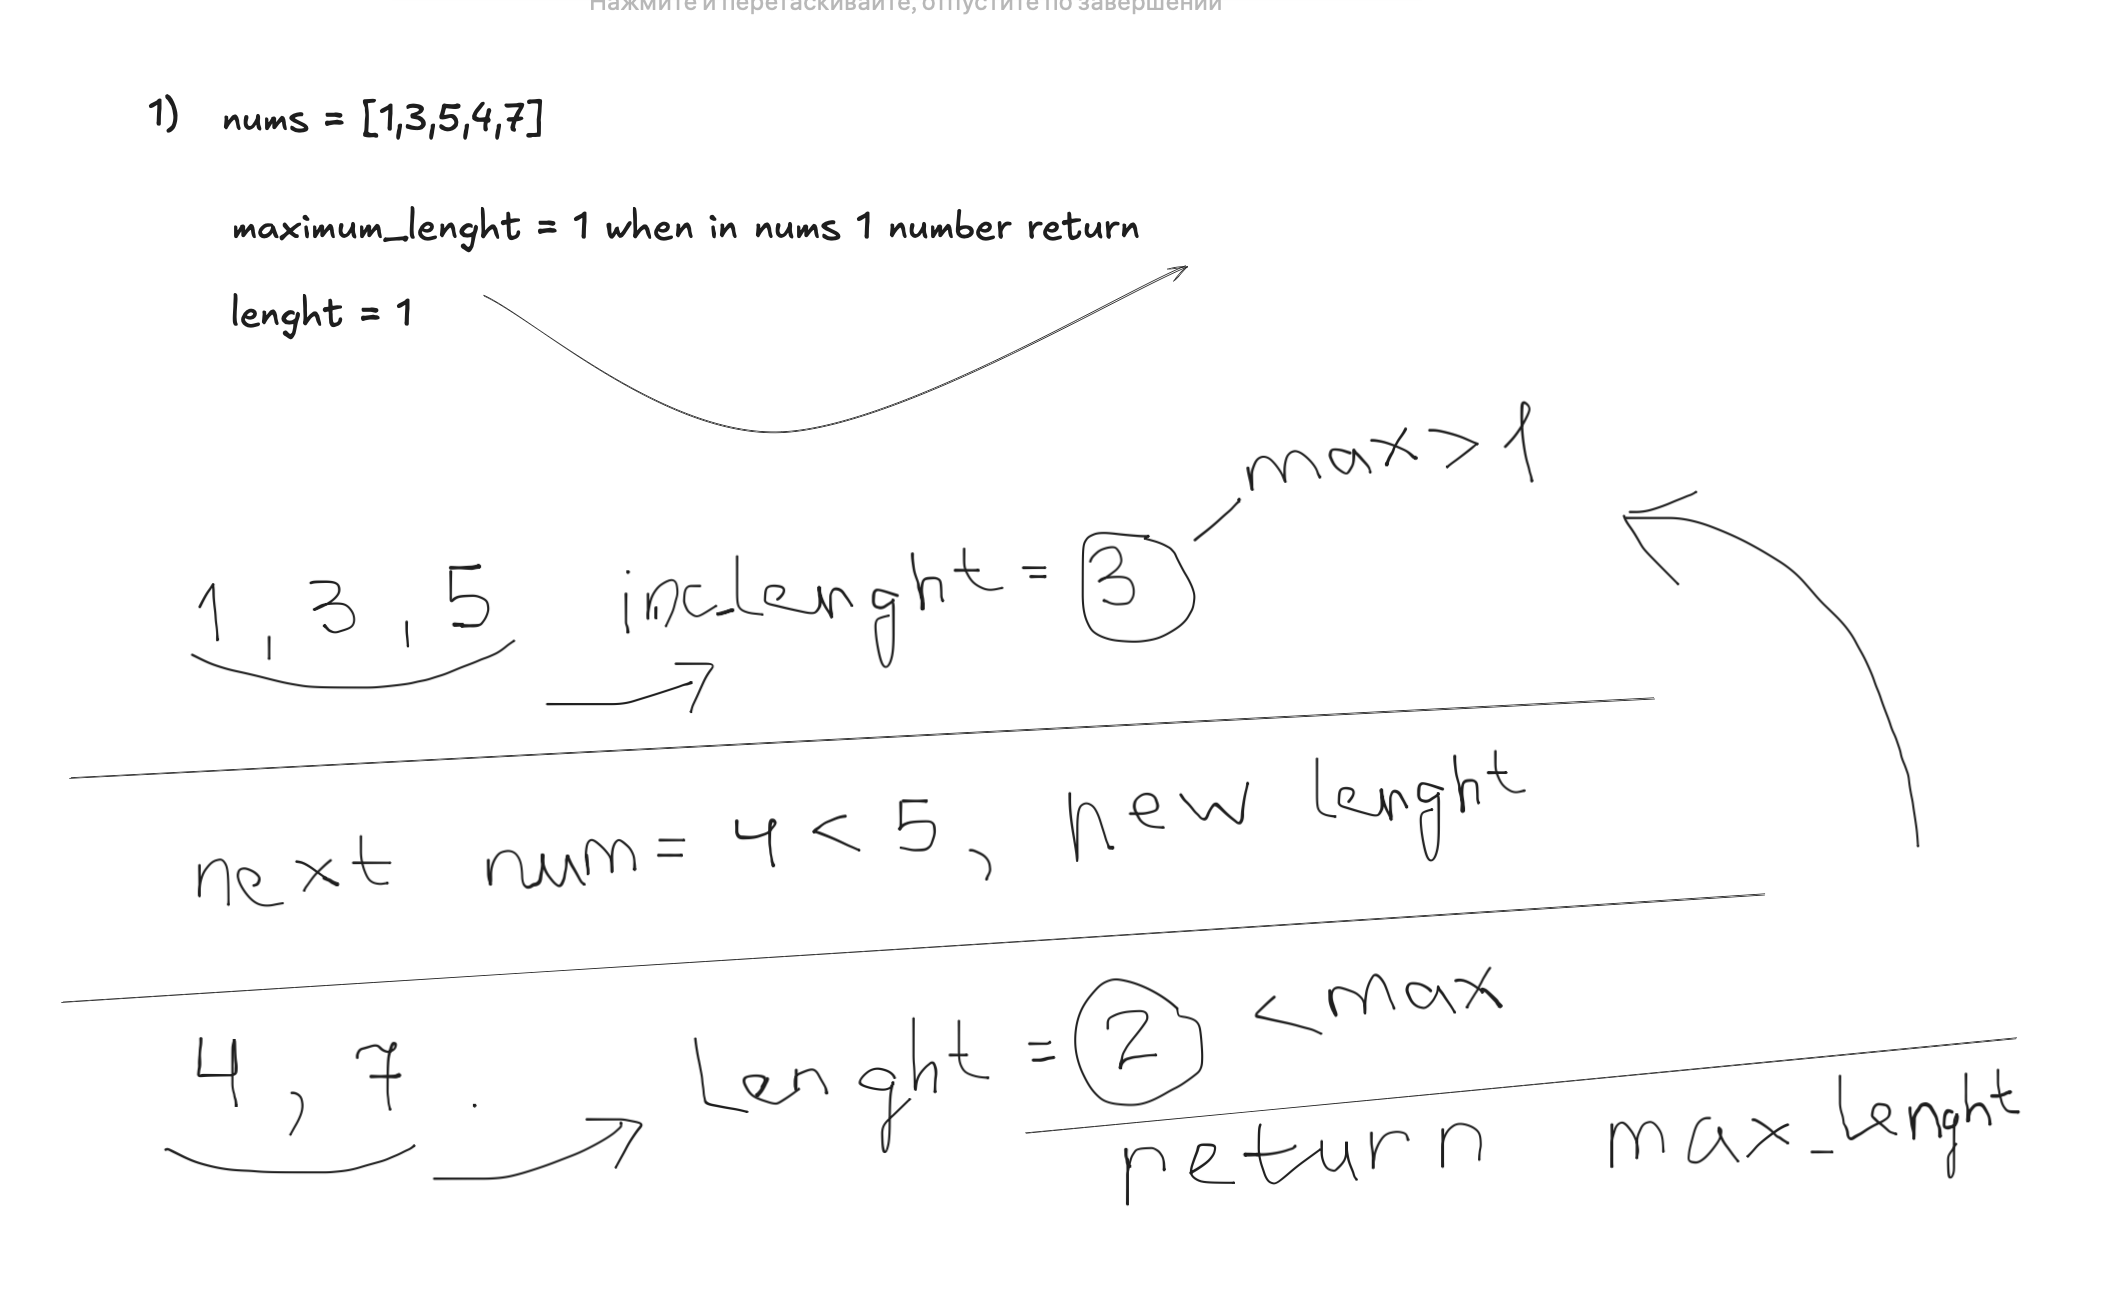 Нажмите и перетаскивайте, отпустите по завершении
1) nums = [1,3,5,4,7]
maximum_lenght = 1 when in nums 1 number return
lenght = 1
max > 1
1, 3, 5 inc_lenght = 3
next num = 4 < 5, new lenght
4, 7. Lenght = 2 < max
return max_lenght